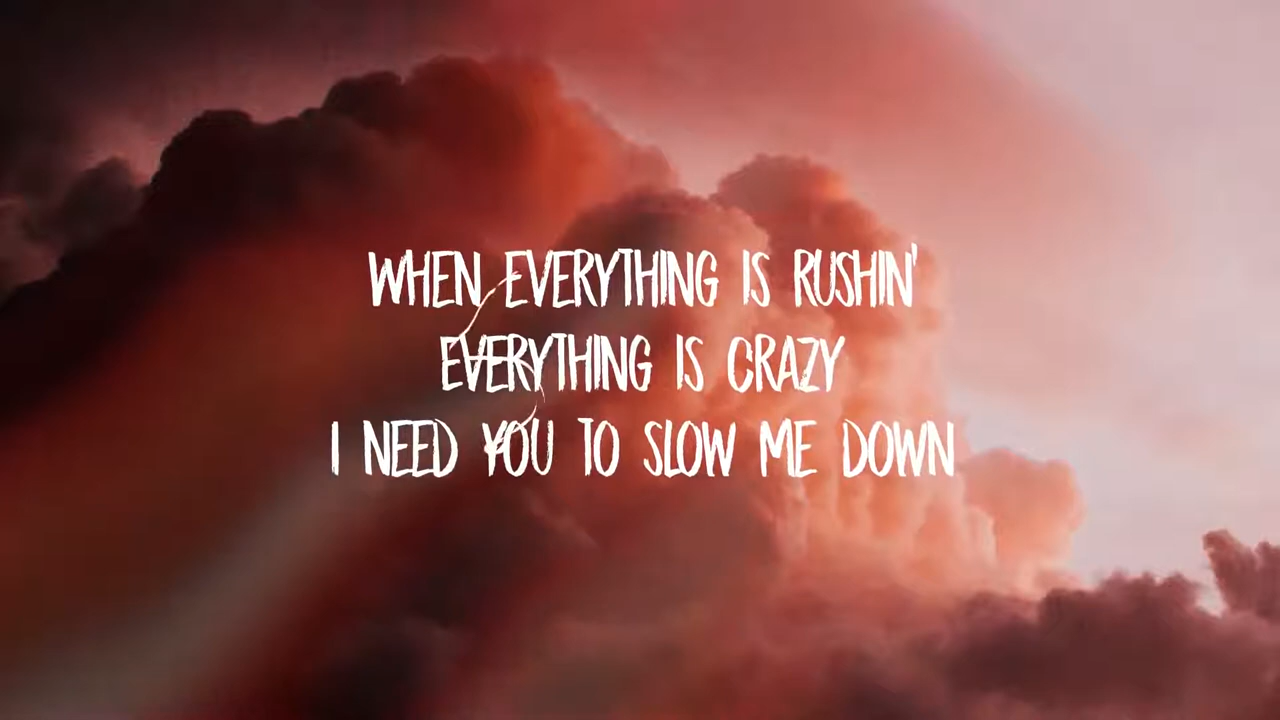 WHEN EVERYTHING IS RUSHIN'
EVERYTHING IS CRAZY
I NEED YOU TO SLOW ME DOWN